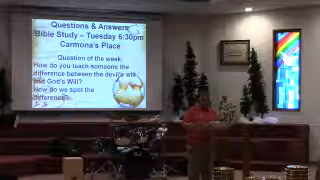 Questions & Answers
Bible Study – Tuesday 6:30pm
Carmona's Place
Question of the week:
How do you teach someone the
difference between the devil's will
and God's Will?
How do we spot the
difference?